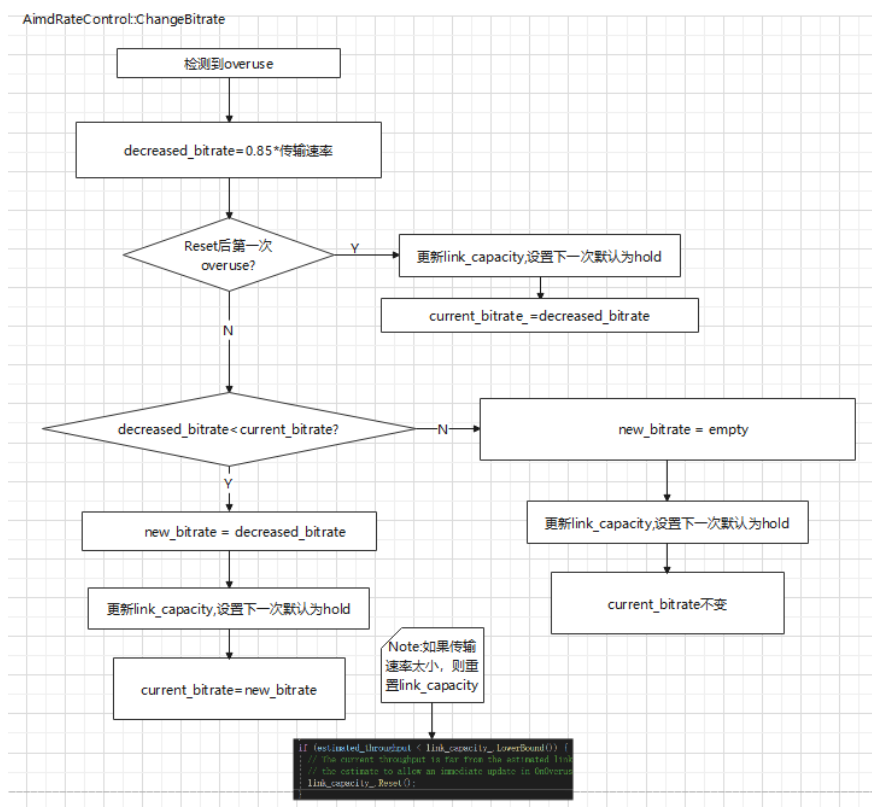 AimdRateControl::ChangeBitrate
检测到overuse
decreased_bitrate=0.85*传输速率
Reset后第一次
overuse?
Y
更新link_capacity,设置下一次默认为hold
current_bitrate_=decreased_bitrate
N
decreased_bitrate<current_bitrate?
N
new_bitrate = empty
Y
更新link_capacity,设置下一次默认为hold
new_bitrate = decreased_bitrate
current_bitrate不变
更新link_capacity,设置下一次默认为hold
current_bitrate=new_bitrate
Note:如果传输
速率太小，则重
置link_capacity
if (estimated_throughput < link_capacity_.LowerBound()) {
// The current throughput is far from the estimated link
// the estimate to allow an immediate update in OnOverus
link_capacity_.Reset();
}